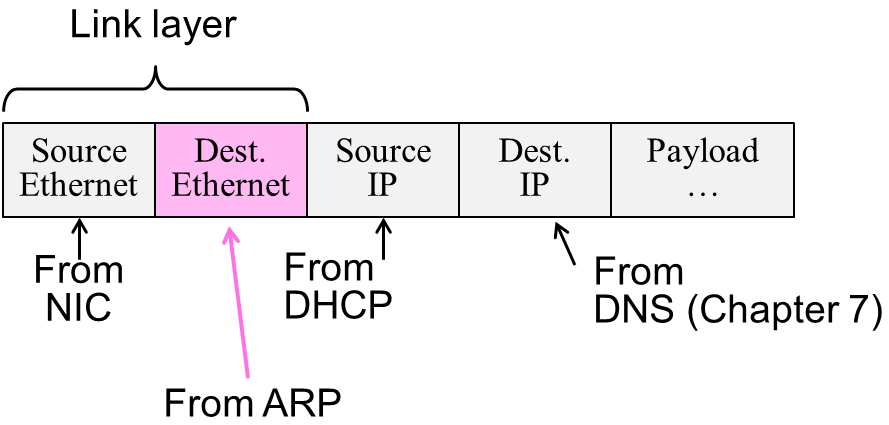 Link layer
Source
Ethernet
Dest.
Ethernet
Source
IP
Dest.
IP
Payload
…
From
NIC
From
DHCP
From
DNS (Chapter 7)
From ARP